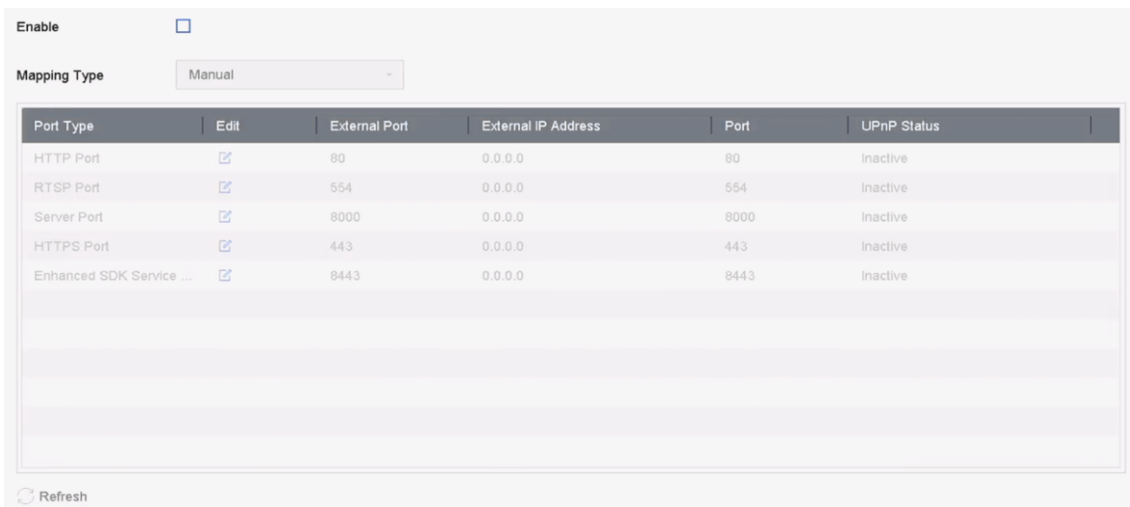 Enable
Mapping Type Manual
Port Type Edit External Port External IP Address Port UPnP Status
HTTP Port 80 0.0.0.0 80 Inactive
RTSP Port 554 0.0.0.0 554 Inactive
Server Port 8000 0.0.0.0 8000 Inactive
HTTPS Port 443 0.0.0.0 443 Inactive
Enhanced SDK Service ... 8443 0.0.0.0 8443 Inactive
Refresh